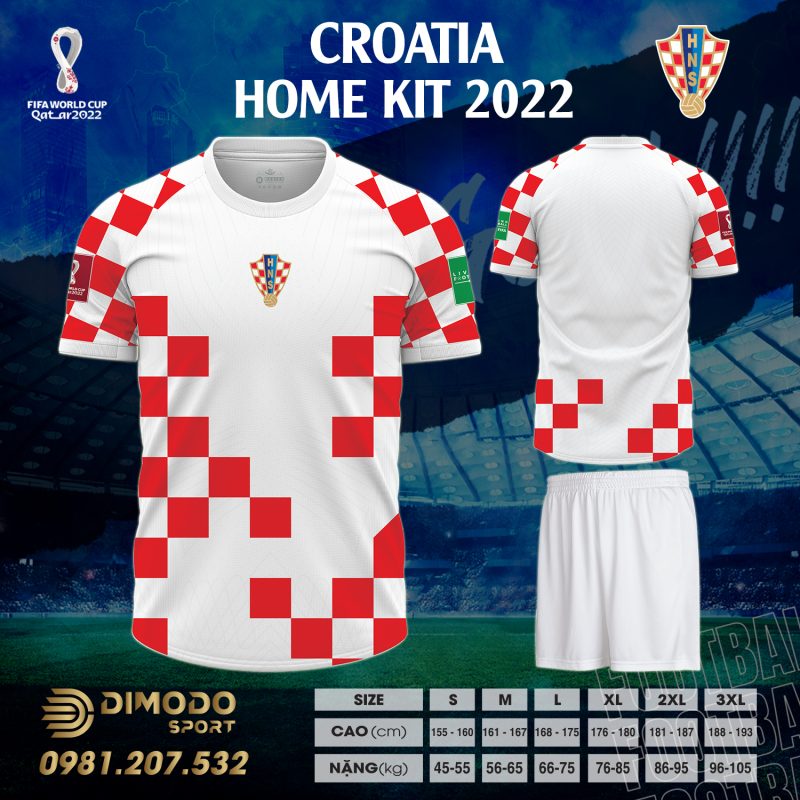 CROATIA
HOME KIT 2022
FIFA WORLD CUP
Qatar2022
HNS
HNS
DIMODO
SPORT
0981.207.532
SIZE S M L XL 2XL 3XL
CAO(cm) 155 - 160 161 - 167 168 - 175 176 - 180 181 - 187 188 - 193
NẶNG(kg) 45-55 56-65 66-75 76-85 86-95 96-105
FOOTBAL
FOOTBAL